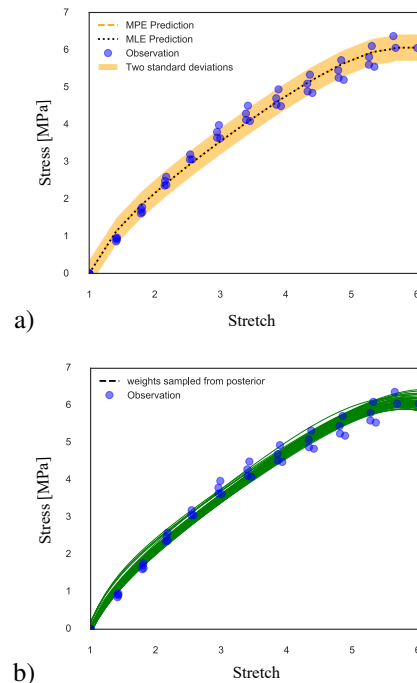 a)
7
6
5
4
3
2
1
0
Stress [MPa]
MPE Prediction
MLE Prediction
Observation
Two standard deviations
1 2 3 4 5 6
Stretch
b)
7
6
5
4
3
2
1
0
Stress [MPa]
weights sampled from posterior
Observation
1 2 3 4 5 6
Stretch